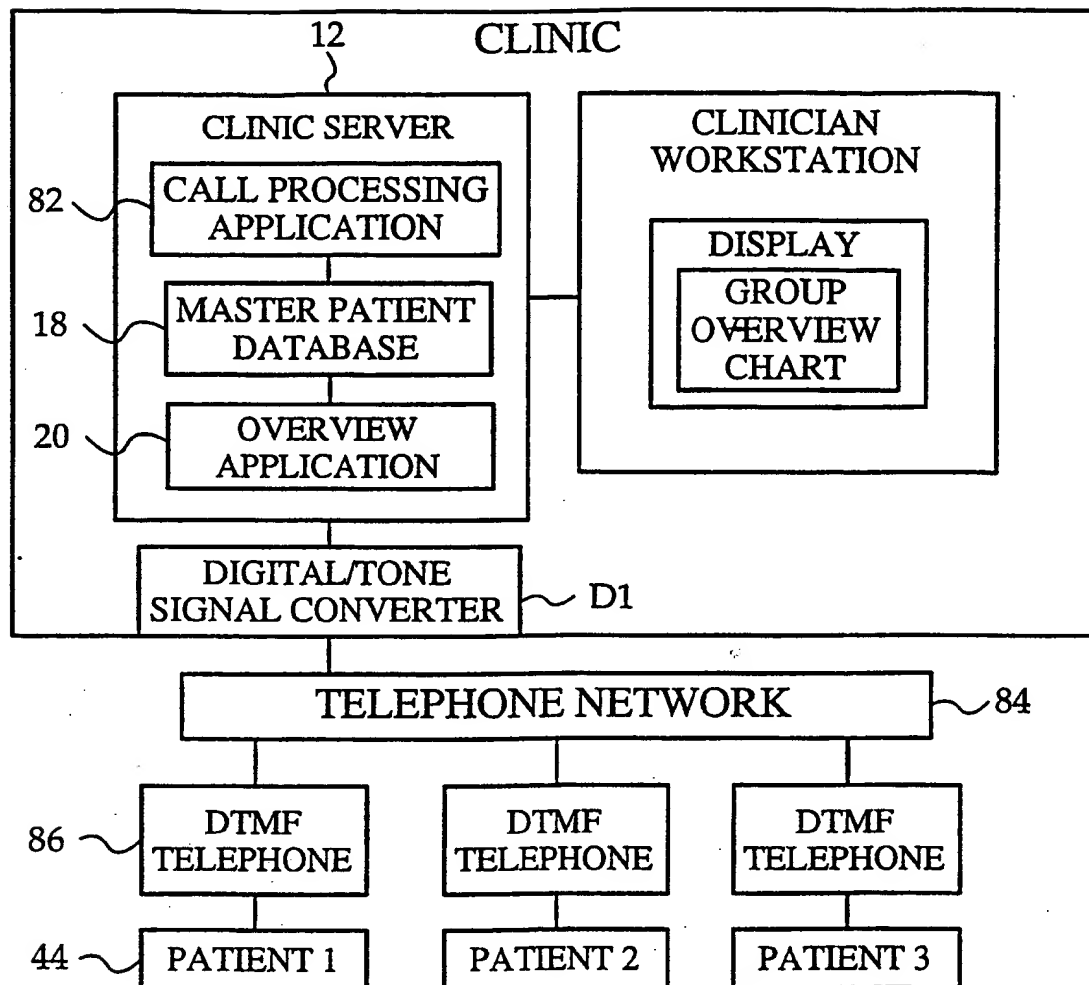 12
CLINIC
CLINIC SERVER
82
CALL PROCESSING
APPLICATION
18
MASTER PATIENT
DATABASE
20
OVERVIEW
APPLICATION
CLINICIAN
WORKSTATION
DISPLAY
GROUP
OVERVIEW
CHART
DIGITAL/TONE
SIGNAL CONVERTER
D1
TELEPHONE NETWORK
84
86
DTMF
TELEPHONE
DTMF
TELEPHONE
DTMF
TELEPHONE
44
PATIENT 1
PATIENT 2
PATIENT 3